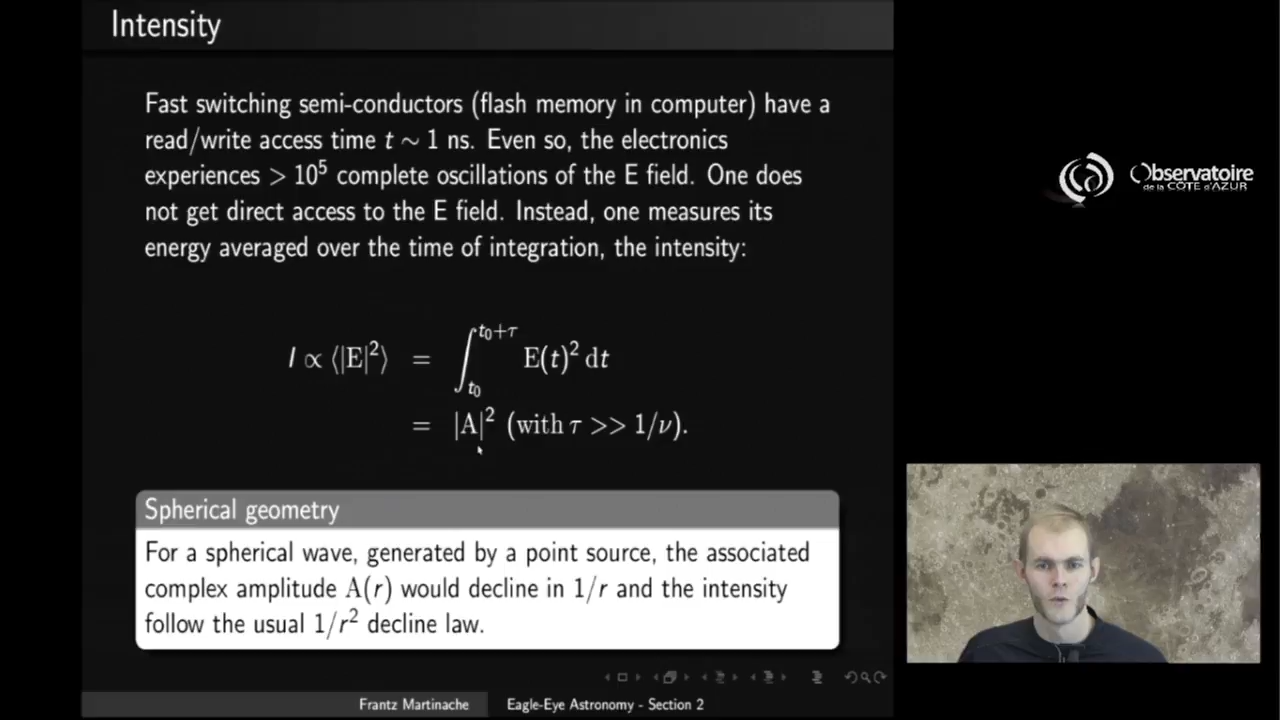 Intensity
Fast switching semi-conductors (flash memory in computer) have a
read/write access time t ∼ 1 ns. Even so, the electronics
experiences > 10⁵ complete oscillations of the E field. One does
not get direct access to the E field. Instead, one measures its
energy averaged over the time of integration, the intensity:
I ∝ ⟨|E|²⟩ = ∫_{t₀}^{t₀+τ} E(t)² dt
= |A|² (with τ >> 1/ν).
Spherical geometry
For a spherical wave, generated by a point source, the associated
complex amplitude A(r) would decline in 1/r and the intensity
follow the usual 1/r² decline law.
Frantz Martinache
Eagle-Eye Astronomy - Section 2
Observatoire
de la CÔTE d'AZUR